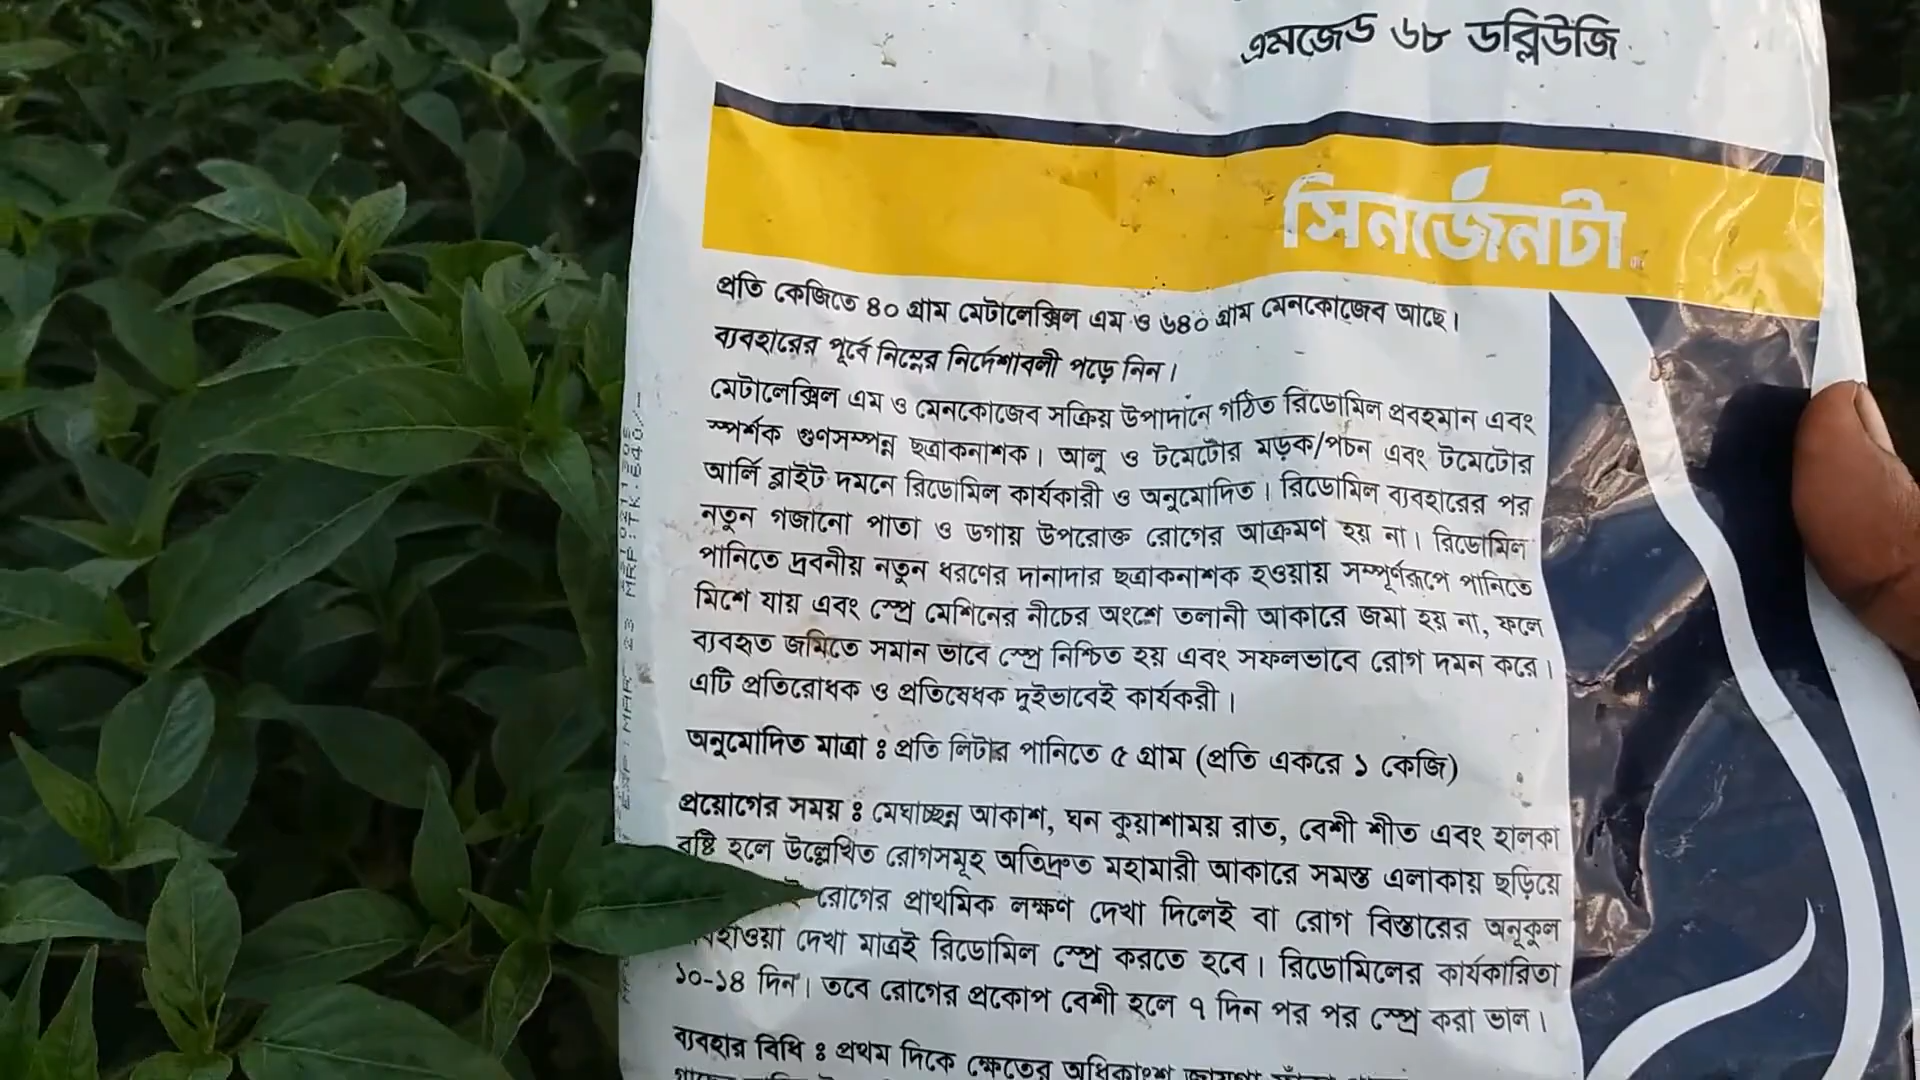 এমজেড ৬৮ ডব্লিউজি
সিনজেনটা
প্রতি কেজিতে ৪০ গ্রাম মেটালেক্সিল এম ও ৬৪০ গ্রাম মেনকোজেব আছে।
ব্যবহারের পূর্বে নিম্নের নির্দেশাবলী পড়ে নিন।
মেটালেক্সিল এম ও মেনকোজেব সক্রিয় উপাদানে গঠিত রিডোমিল প্রবহমান এবং
স্পর্শক গুণসম্পন্ন ছত্রাকনাশক। আলু ও টমেটোর মড়ক/পচন এবং টমেটোর
আর্লি ব্লাইট দমনে রিডোমিল কার্যকারী ও অনুমোদিত। রিডোমিল ব্যবহারের পর
নতুন গজানো পাতা ও ডগায় উপরোক্ত রোগের আক্রমণ হয় না। রিডোমিল
পানিতে দ্রবনীয় নতুন ধরণের দানাদার ছত্রাকনাশক হওয়ায় সম্পূর্ণরূপে পানিতে
মিশে যায় এবং স্প্রে মেশিনের নীচের অংশে তলানী আকারে জমা হয় না, ফলে
ব্যবহৃত জমিতে সমান ভাবে স্প্রে নিশ্চিত হয় এবং সফলভাবে রোগ দমন করে।
এটি প্রতিরোধক ও প্রতিষেধক দুইভাবেই কার্যকরী।
অনুমোদিত মাত্রা ঃ প্রতি লিটার পানিতে ৫ গ্রাম (প্রতি একরে ১ কেজি)
প্রয়োগের সময় ঃ মেঘাচ্ছন্ন আকাশ, ঘন কুয়াশাময় রাত, বেশী শীত এবং হালকা
বৃষ্টি হলে উল্লেখিত রোগসমূহ অতিদ্রুত মহামারী আকারে সমস্ত এলাকায় ছড়িয়ে
রোগের প্রাথমিক লক্ষণ দেখা দিলেই বা রোগ বিস্তারের অনূকুল
দেখা মাত্রই রিডোমিল স্প্রে করতে হবে। রিডোমিলের কার্যকারিতা
১০-১৪ দিন। তবে রোগের প্রকোপ বেশী হলে ৭ দিন পর পর স্প্রে করা ভাল।
ব্যবহার বিধি ঃ প্রথম দিকে ক্ষেতের অধিকাংশ জায়গা